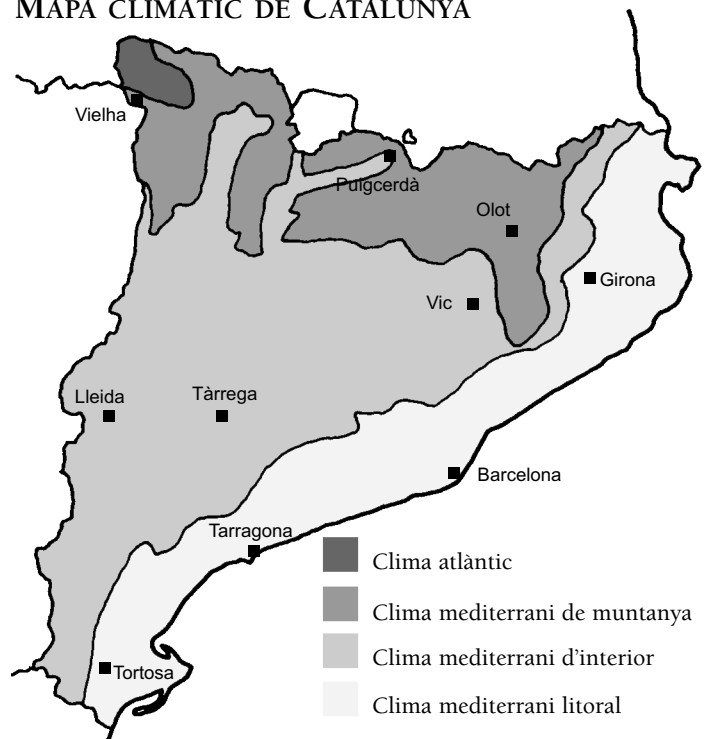 MAPA CLIMÀTIC DE CATALUNYA
Vielha
Puigcerdà
Olot
Girona
Vic
Lleida
Tàrrega
Barcelona
Tarragona
Tortosa
Clima atlàntic
Clima mediterrani de muntanya
Clima mediterrani d'interior
Clima mediterrani litoral